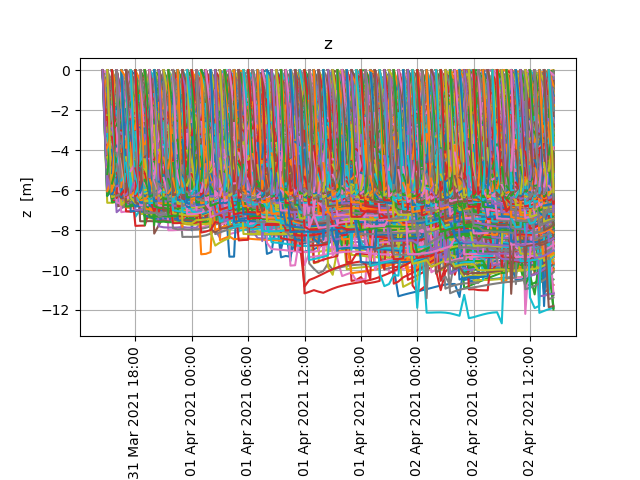 z
0
−2
−4
−6
−8
−10
−12
z [m]
31 Mar 2021 18:00
01 Apr 2021 00:00
01 Apr 2021 06:00
01 Apr 2021 12:00
01 Apr 2021 18:00
02 Apr 2021 00:00
02 Apr 2021 06:00
02 Apr 2021 12:00